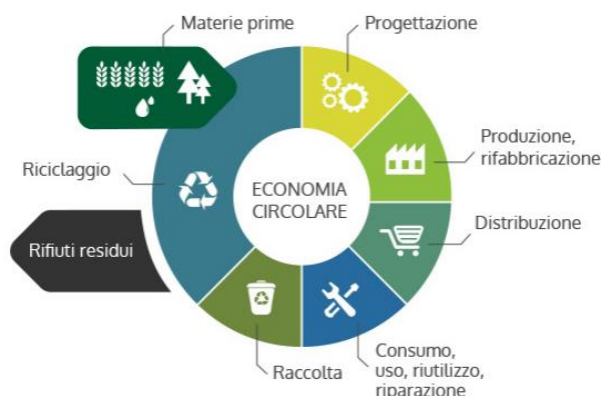 Materie prime
Progettazione
Produzione,
rifabbricazione
Riciclaggio
ECONOMIA
CIRCOLARE
Distribuzione
Rifiuti residui
Raccolta
Consumo,
uso, riutilizzo,
riparazione